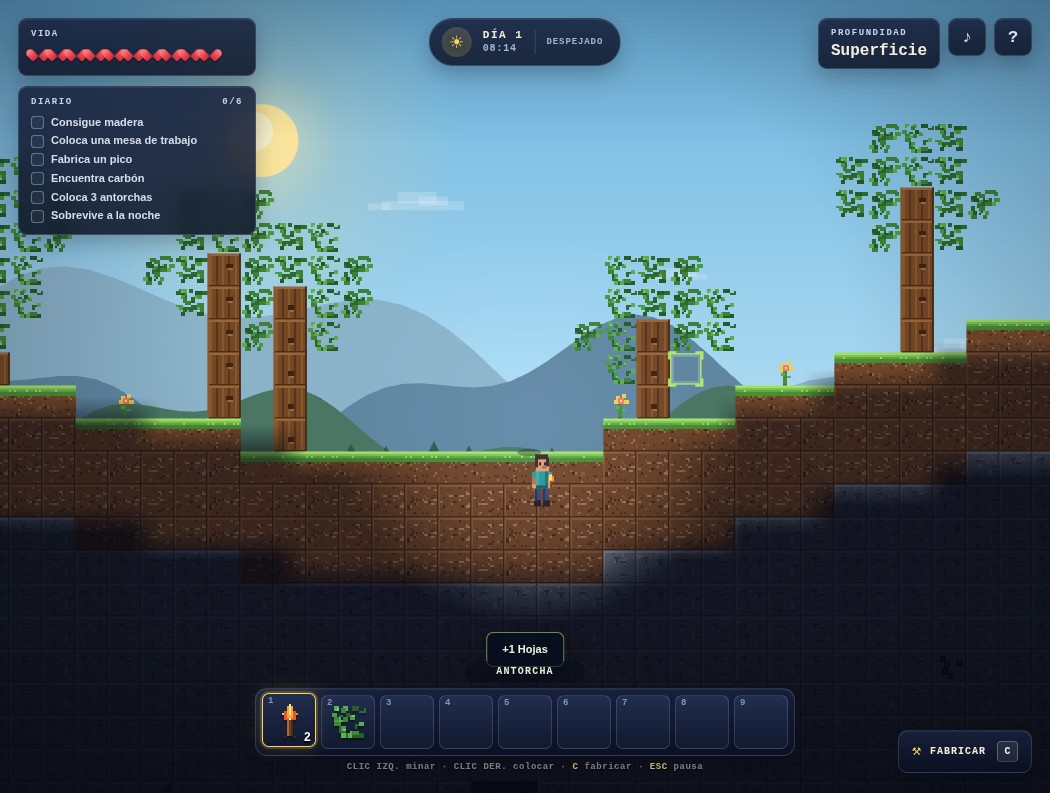 VIDA
DIARIO 0/6
Consigue madera
Coloca una mesa de trabajo
Fabrica un pico
Encuentra carbón
Coloca 3 antorchas
Sobrevive a la noche
DÍA 1
08:14
DESPEJADO
PROFUNDIDAD
Superficie
♪
?
+1 Hojas
ANTORCHA
1 2 3 4 5 6 7 8 9
2
CLIC IZQ. minar · CLIC DER. colocar · C fabricar · ESC pausa
FABRICAR C